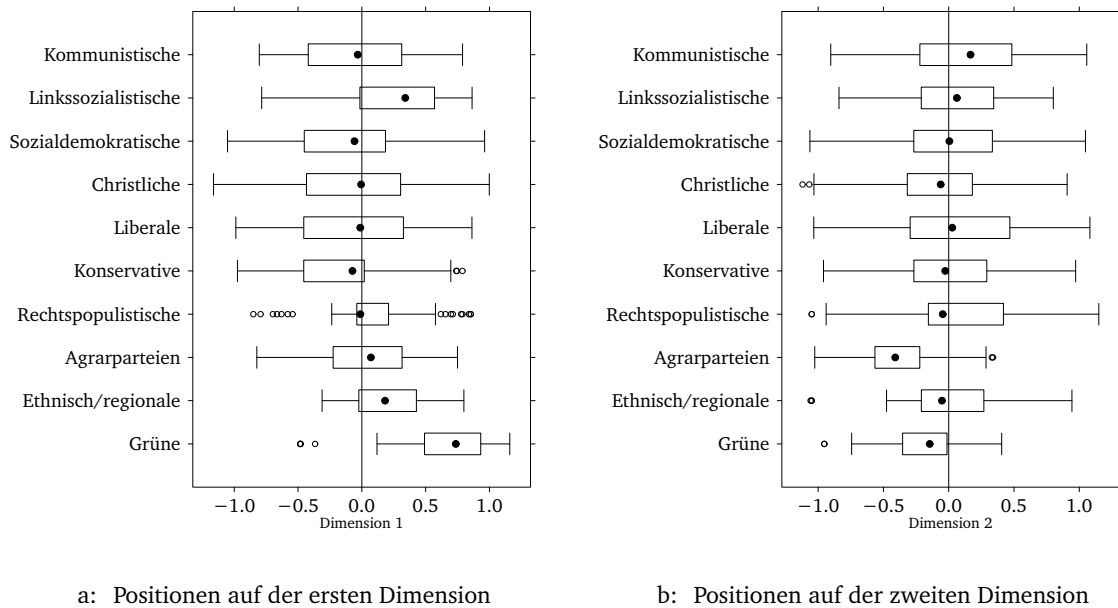 Kommunistische
Linkssozialistische
Sozialdemokratische
Christliche
Liberale
Konservative
Rechtspopulistische
Agrarparteien
Ethnisch/regionale
Grüne
−1.0 −0.5 0.0 0.5 1.0
Dimension 1
a: Positionen auf der ersten Dimension
Kommunistische
Linkssozialistische
Sozialdemokratische
Christliche
Liberale
Konservative
Rechtspopulistische
Agrarparteien
Ethnisch/regionale
Grüne
−1.0 −0.5 0.0 0.5 1.0
Dimension 2
b: Positionen auf der zweiten Dimension